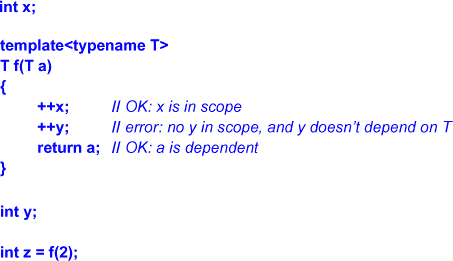 int x;
template<typename T>
T f(T a)
{
++x; // OK: x is in scope
++y; // error: no y in scope, and y doesn’t depend on T
return a; // OK: a is dependent
}
int y;
int z = f(2);